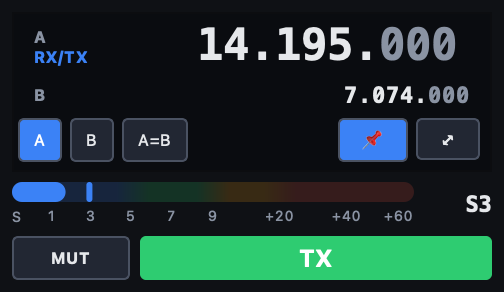 A 14.195.000
RX/TX
B 7.074.000
A B A=B
S 1 3 5 7 9 +20 +40 +60 S3
MUT TX